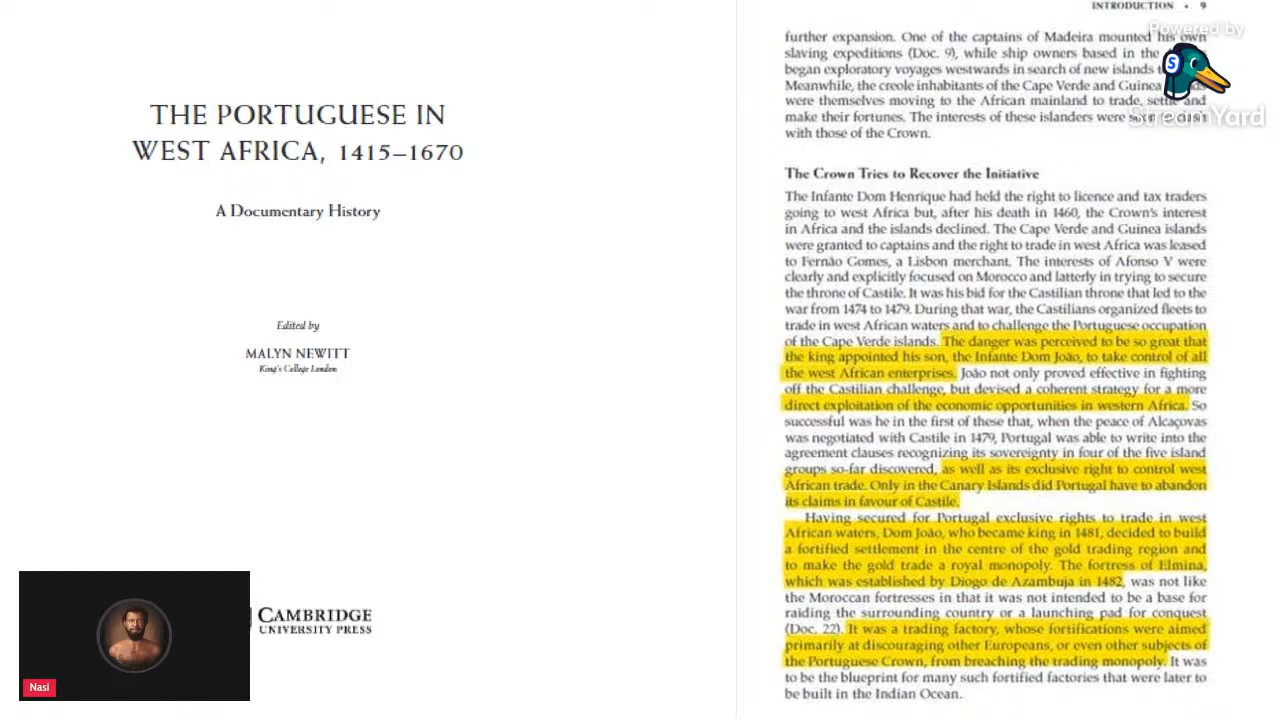 THE PORTUGUESE IN
WEST AFRICA, 1415–1670
A Documentary History
Edited by
MALYN NEWITT
King's College London
CAMBRIDGE
UNIVERSITY PRESS
Nasi
INTRODUCTION • 9
Powered by
StreamYard
further expansion. One of the captains of Madeira mounted his own
slaving expeditions (Doc. 9), while ship owners based in the
began exploratory voyages westwards in search of new islands
Meanwhile, the creole inhabitants of the Cape Verde and Guinea
were themselves moving to the African mainland to trade, settle and
make their fortunes. The interests of these islanders were
with those of the Crown.
The Crown Tries to Recover the Initiative
The Infante Dom Henrique had held the right to licence and tax traders
going to west Africa but, after his death in 1460, the Crown's interest
in Africa and the islands declined. The Cape Verde and Guinea islands
were granted to captains and the right to trade in west Africa was leased
to Fernão Gomes, a Lisbon merchant. The interests of Afonso V were
clearly and explicitly focused on Morocco and latterly in trying to secure
the throne of Castile. It was his bid for the Castilian throne that led to the
war from 1474 to 1479. During that war, the Castilians organized fleets to
trade in west African waters and to challenge the Portuguese occupation
of the Cape Verde islands. The danger was perceived to be so great that
the king appointed his son, the Infante Dom João, to take control of all
the west African enterprises. João not only proved effective in fighting
off the Castilian challenge, but devised a coherent strategy for a more
direct exploitation of the economic opportunities in western Africa. So
successful was he in the first of these that, when the peace of Alcaçovas
was negotiated with Castile in 1479, Portugal was able to write into the
agreement clauses recognizing its sovereignty in four of the five island
groups so-far discovered, as well as its exclusive right to control west
African trade. Only in the Canary Islands did Portugal have to abandon
its claims in favour of Castile.
Having secured for Portugal exclusive rights to trade in west
African waters, Dom João, who became king in 1481, decided to build
a fortified settlement in the centre of the gold trading region and
to make the gold trade a royal monopoly. The fortress of Elmina,
which was established by Diogo de Azambuja in 1482, was not like
the Moroccan fortresses in that it was not intended to be a base for
raiding the surrounding country or a launching pad for conquest
(Doc. 22). It was a trading factory, whose fortifications were aimed
primarily at discouraging other Europeans, or even other subjects of
the Portuguese Crown, from breaching the trading monopoly. It was
to be the blueprint for many such fortified factories that were later to
be built in the Indian Ocean.